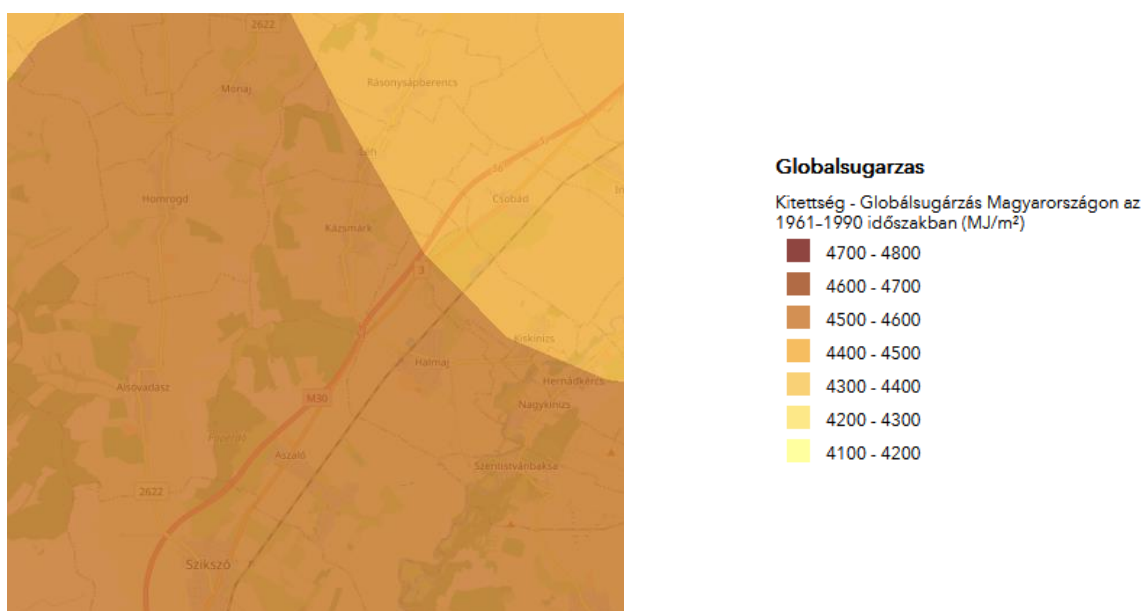 2622
Monaj
Rásonysápberencs
Léh
16
Homrogd
Csobád
Kázsmárk
3
Kiskinizs
Halmaj
Hernádkércs
Alsóvadász
M30
Nagykinizs
Aszaló
Szentistvánbaksa
2622
Szikszó
Globalsugarzas
Kitettség - Globálsugárzás Magyarországon az
1961-1990 időszakban (MJ/m²)
4700 - 4800
4600 - 4700
4500 - 4600
4400 - 4500
4300 - 4400
4200 - 4300
4100 - 4200